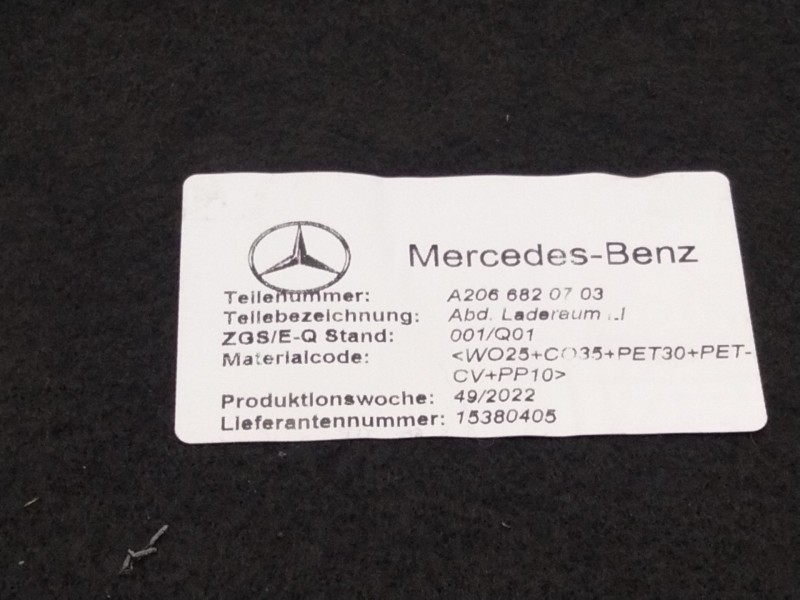 Mercedes-Benz
Teilenummer: A206 682 07 03
Teilebezeichnung: Abd. Laderaum
ZGS/E-Q Stand: 001/Q01
Materialcode: <WO25+CO35+PET30+PET-
CV+PP10>
Produktionswoche: 49/2022
Lieferantennummer: 15380405